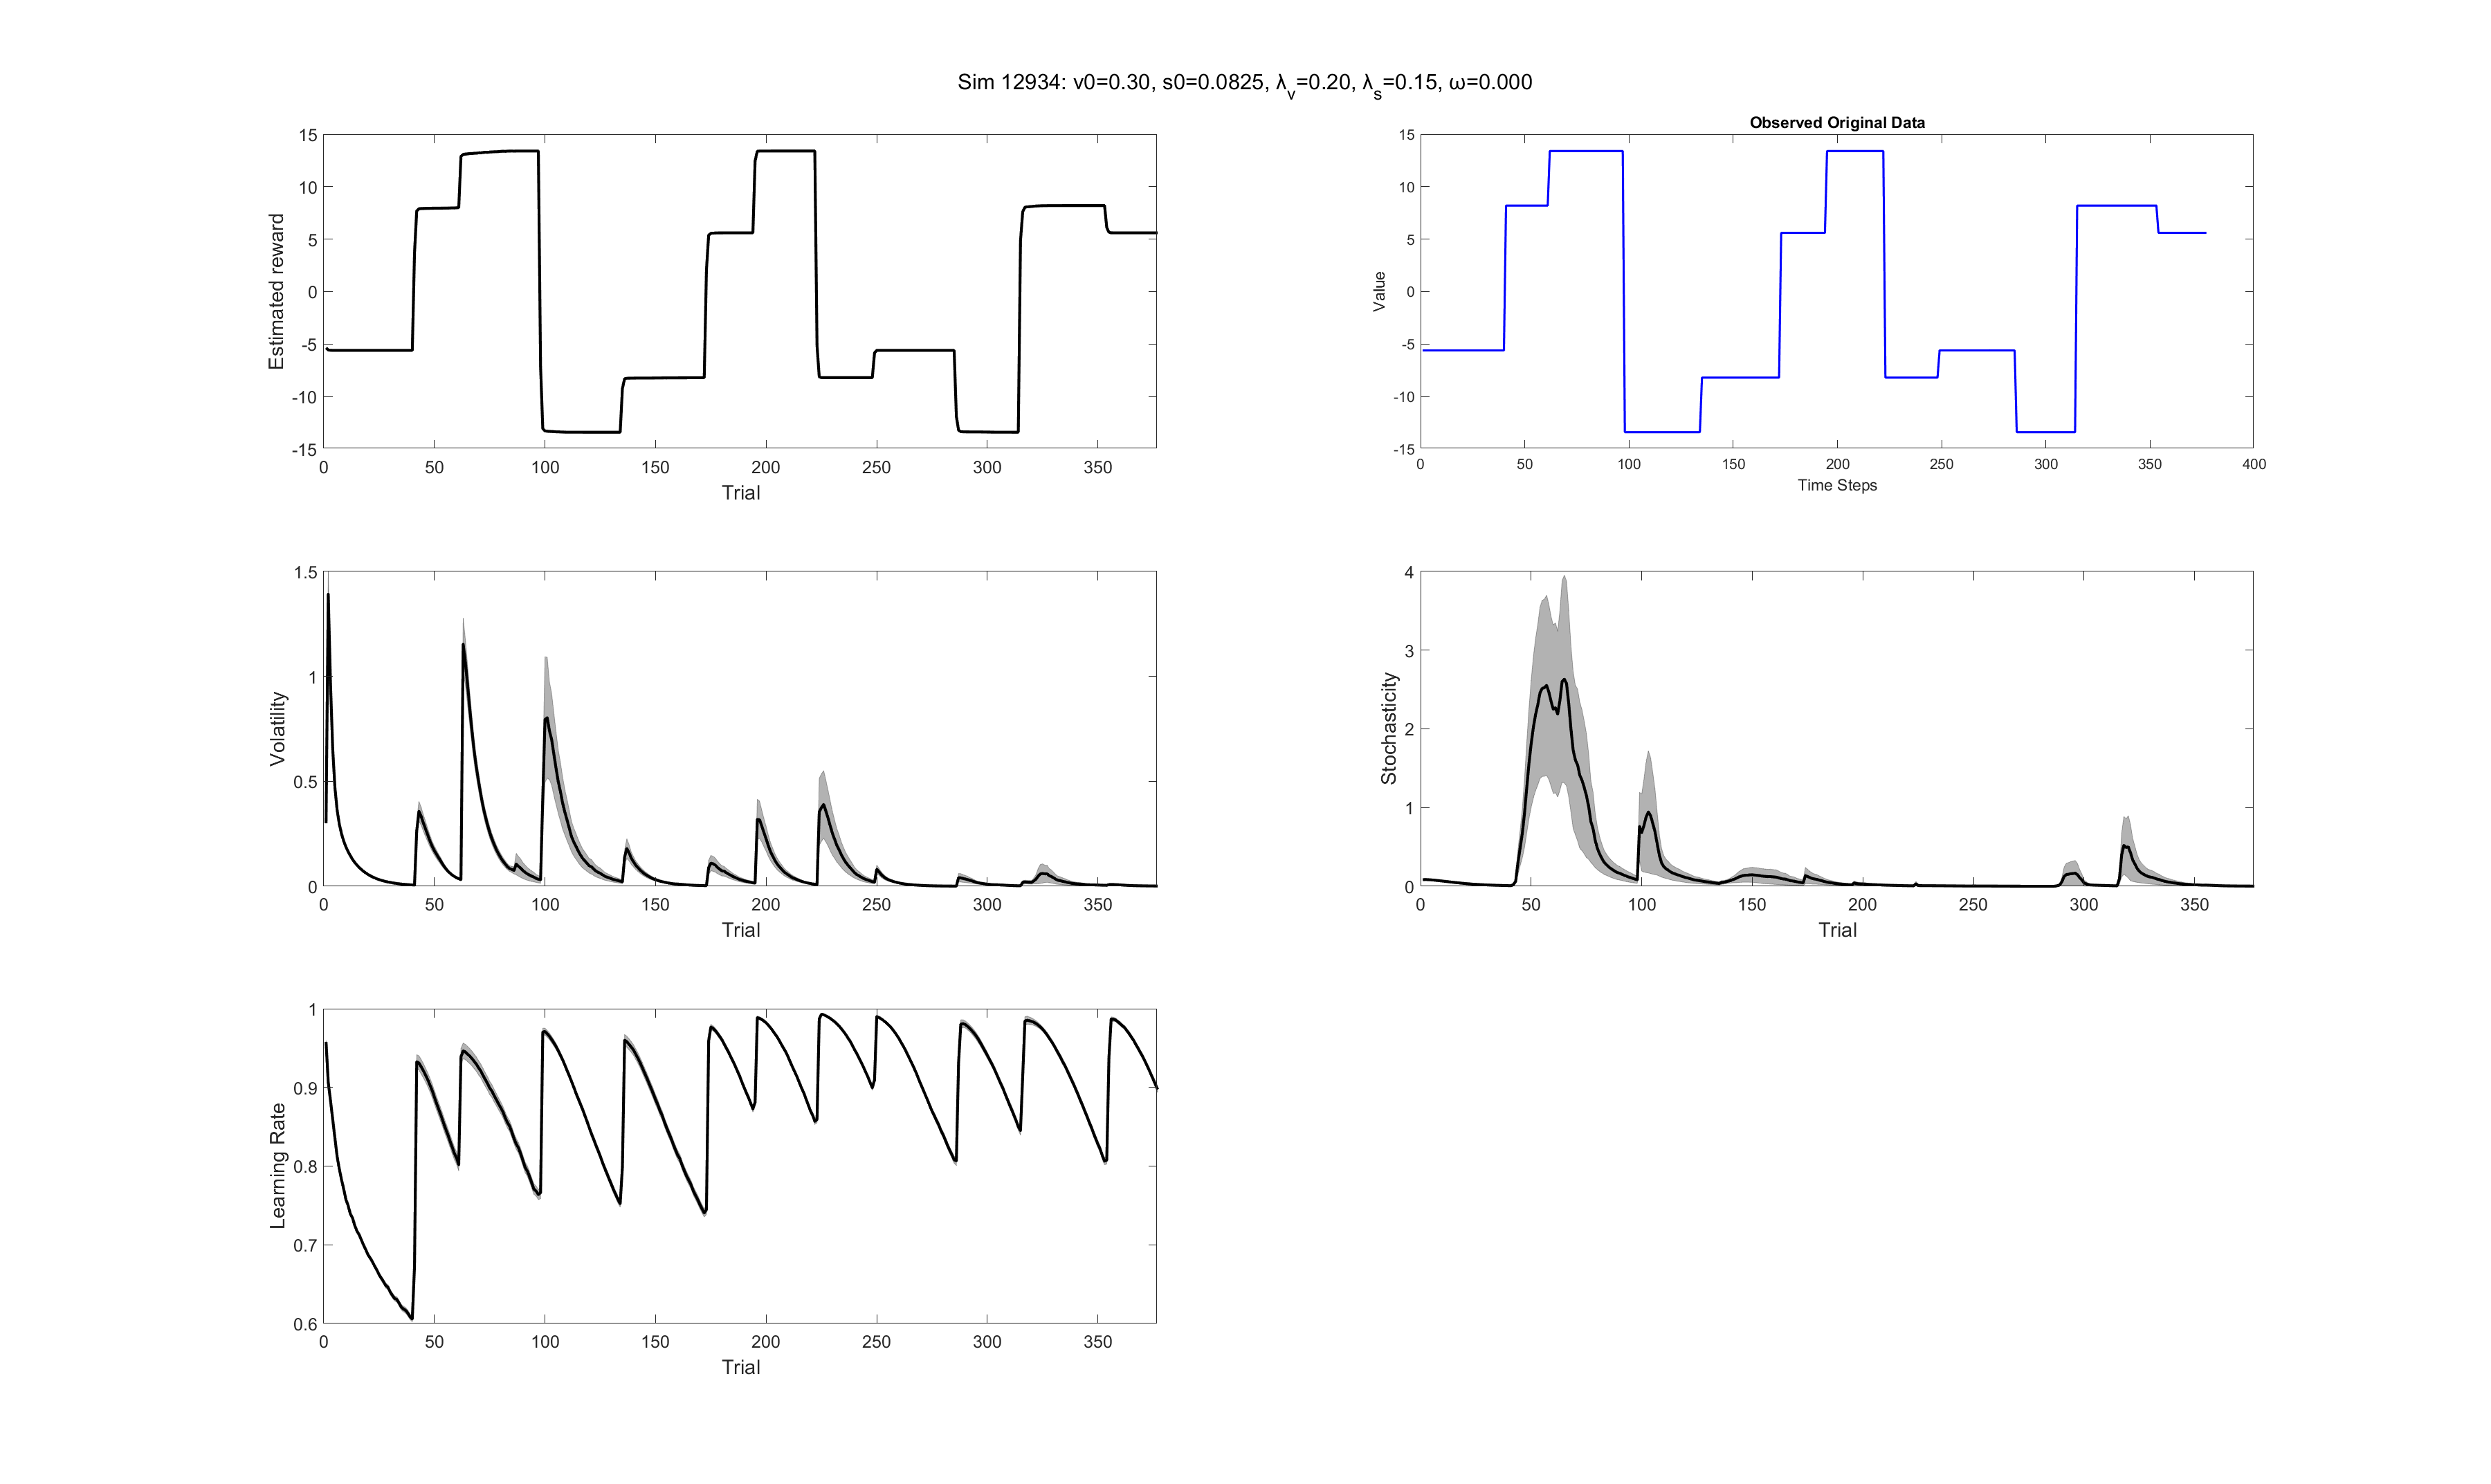 Sim 12934: v0=0.30, s0=0.0825, λv=0.20, λs=0.15, ω=0.000
15
10
5
0
-5
-10
-15
Estimated reward
0 50 100 150 200 250 300 350
Trial
Observed Original Data
15
10
5
0
-5
-10
-15
Value
0 50 100 150 200 250 300 350 400
Time Steps
1.5
1
0.5
0
Volatility
0 50 100 150 200 250 300 350
Trial
4
3
2
1
0
Stochasticity
0 50 100 150 200 250 300 350
Trial
1
0.9
0.8
0.7
0.6
Learning Rate
0 50 100 150 200 250 300 350
Trial